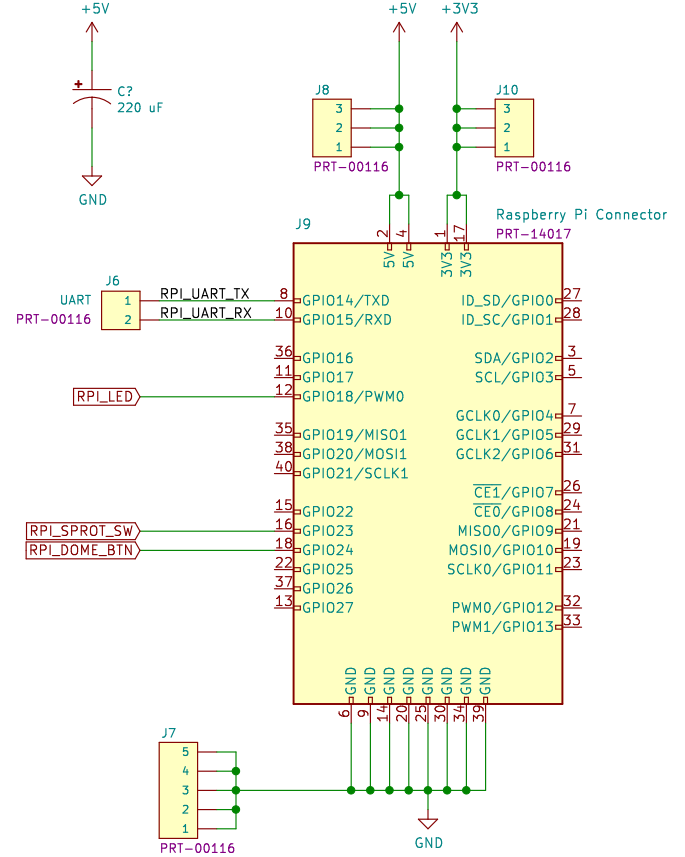 +5V
+5V
+3V3
C?
220 uF
GND
J8
3
2
1
PRT-00116
J10
3
2
1
PRT-00116
J9
Raspberry Pi Connector
PRT-14017
2
4
1
17
5V
5V
3V3
3V3
J6
UART
PRT-00116
1
2
RPI_UART_TX
RPI_UART_RX
8
GPIO14/TXD
10
GPIO15/RXD
36
GPIO16
11
GPIO17
RPI_LED
12
GPIO18/PWM0
35
GPIO19/MISO1
38
GPIO20/MOSI1
40
GPIO21/SCLK1
15
GPIO22
RPI_SPROT_SW
16
GPIO23
RPI_DOME_BTN
18
GPIO24
22
GPIO25
37
GPIO26
13
GPIO27
ID_SD/GPIO0
27
ID_SC/GPIO1
28
SDA/GPIO2
3
SCL/GPIO3
5
GCLK0/GPIO4
7
GCLK1/GPIO5
29
GCLK2/GPIO6
31
CE1/GPIO7
26
CE0/GPIO8
24
MISO0/GPIO9
21
MOSI0/GPIO10
19
SCLK0/GPIO11
23
PWM0/GPIO12
32
PWM1/GPIO13
33
GND
GND
GND
GND
GND
GND
GND
GND
6
9
14
20
25
30
34
39
J7
5
4
3
2
1
PRT-00116
GND